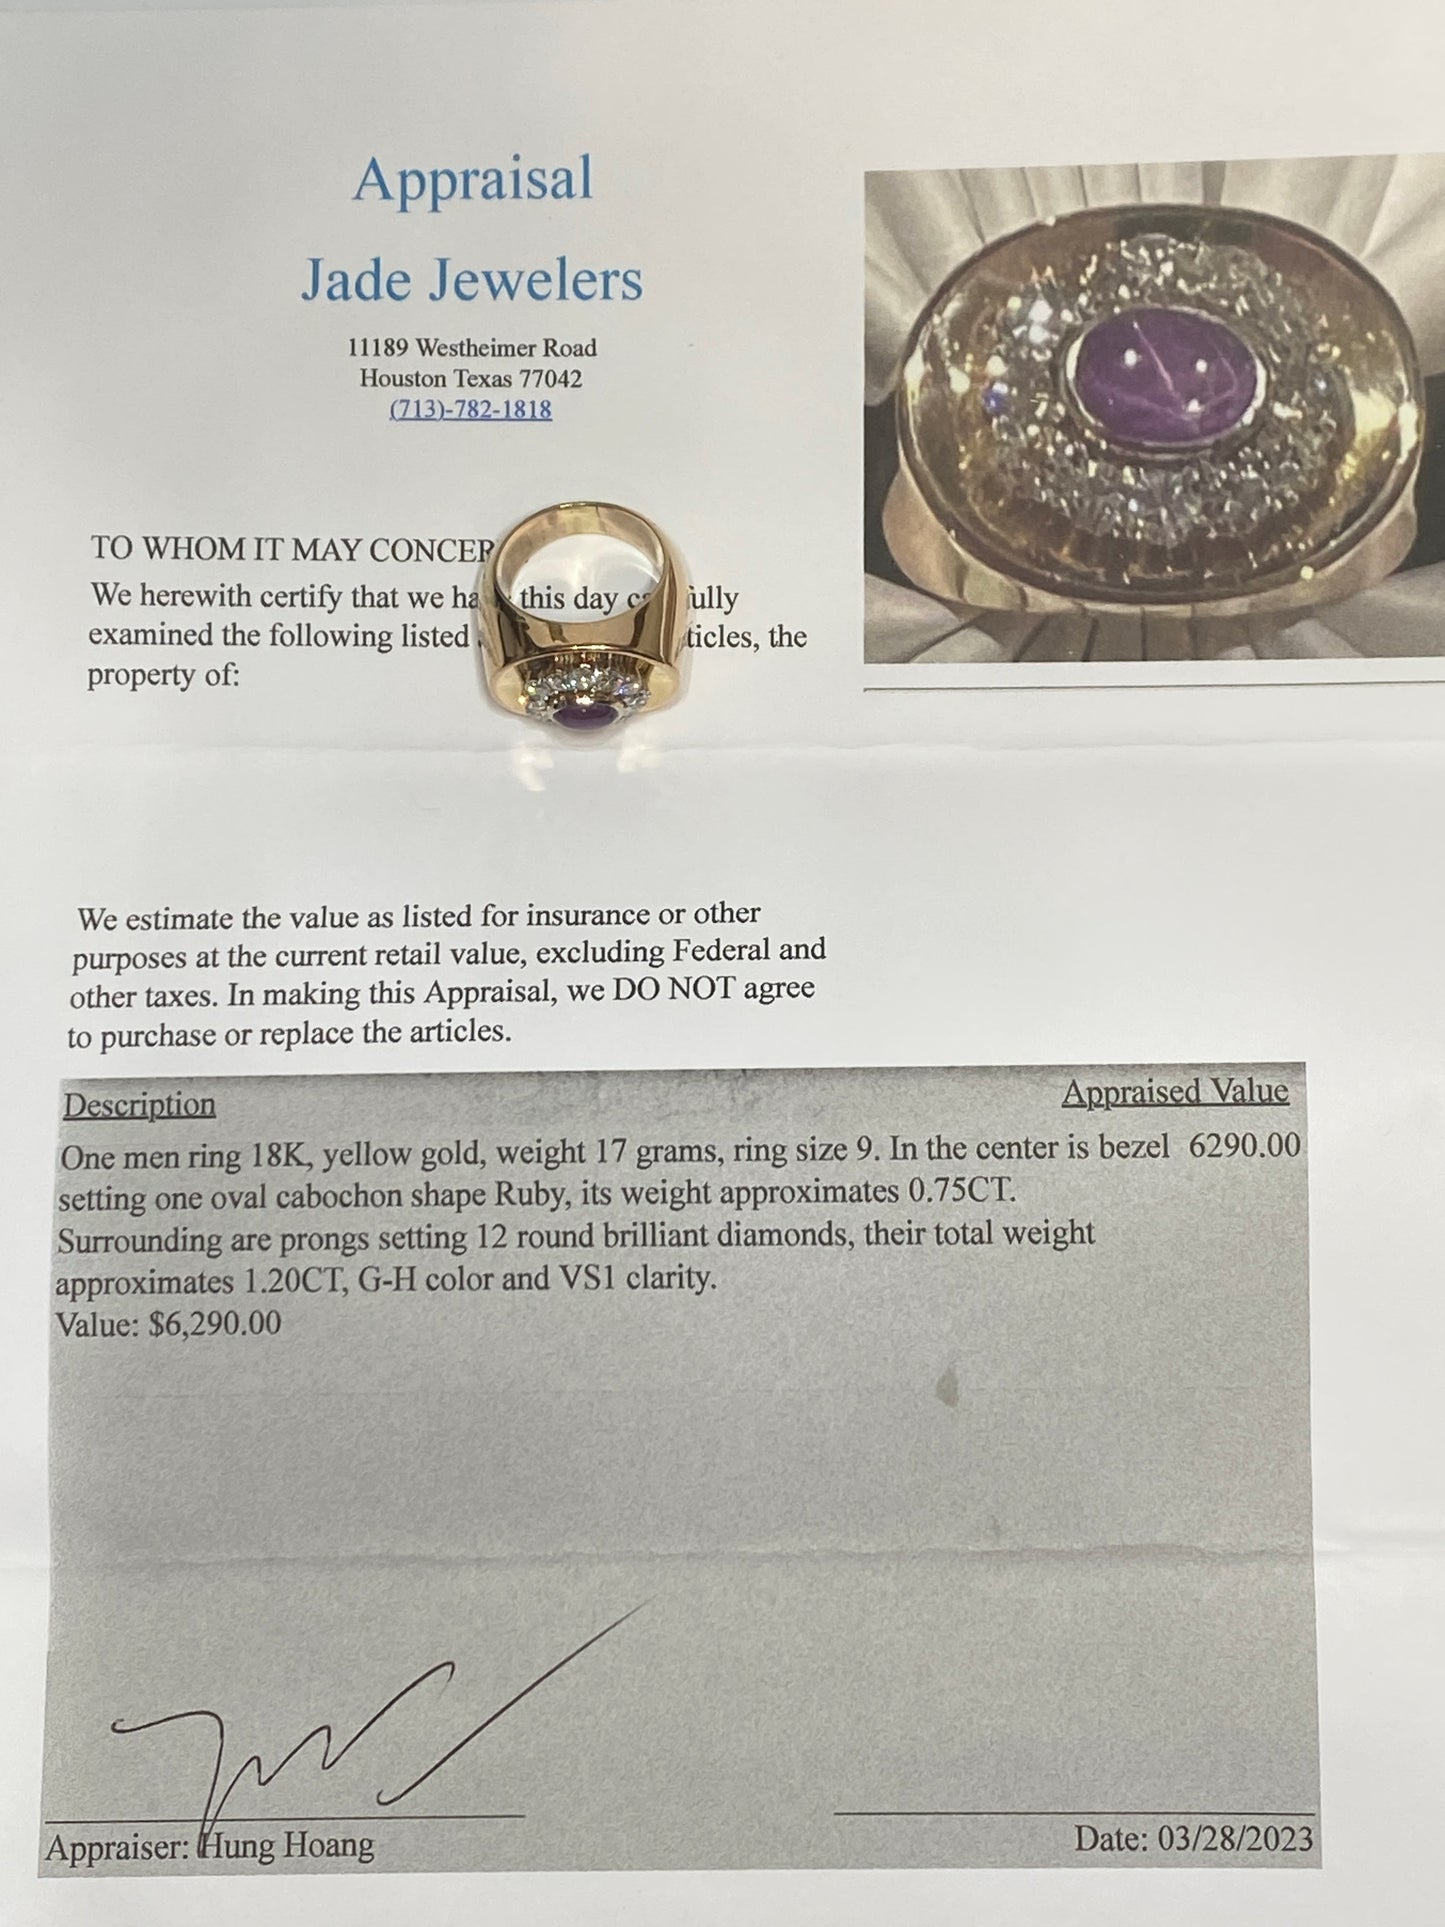 Appraisal
Jade Jewelers
11189 Westheimer Road
Houston Texas 77042
(713)-782-1818
TO WHOM IT MAY CONCER
We herewith certify that we ha this day ully
examined the following listed ticles, the
property of:
We estimate the value as listed for insurance or other
purposes at the current retail value, excluding Federal and
other taxes. In making this Appraisal, we DO NOT agree
to purchase or replace the articles.
Description Appraised Value
One men ring 18K, yellow gold, weight 17 grams, ring size 9. In the center is bezel 6290.00
setting one oval cabochon shape Ruby, its weight approximates 0.75CT.
Surrounding are prongs setting 12 round brilliant diamonds, their total weight
approximates 1.20CT, G-H color and VS1 clarity.
Value: $6,290.00
Appraiser: Hung Hoang
Date: 03/28/2023